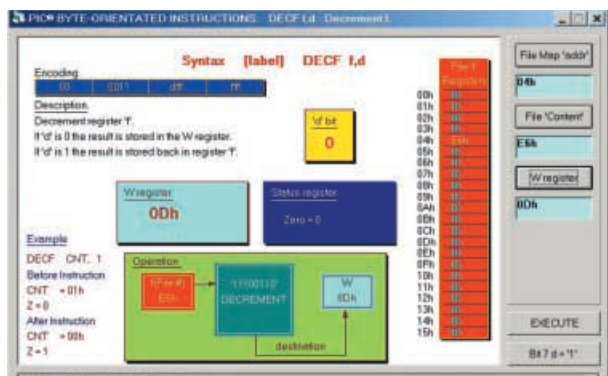 PIC® BYTE-ORIENTATED INSTRUCTIONS: DECF f,d Decrement f.
Syntax [label] DECF f,d
Encoding
00 0011 dfff ffff
Description.
Decrement register 'f'.
If 'd' is 0 the result is stored in the W register.
If 'd' is 1 the result is stored back in register 'f'.
'd' bit
0
W register.
0Dh
Status register.
Zero = 0
Example
DECF CNT, 1
Before Instruction
CNT = 01h
Z = 0
After Instruction
CNT = 00h
Z = 1
Operation
f(File #)
E6h
'11100110'
DECREMENT
W
0Dh
destination
File f
Registers
00h
01h
02h
03h
04h E6h
05h
06h
07h
08h
09h
0Ah
0Bh
0Ch
0Dh
0Eh
0Fh
10h
11h
12h
13h
14h
15h
File Map 'addr'
04h
File 'Content'
E6h
W register
0Dh
EXECUTE
Bit 7 d = '1'